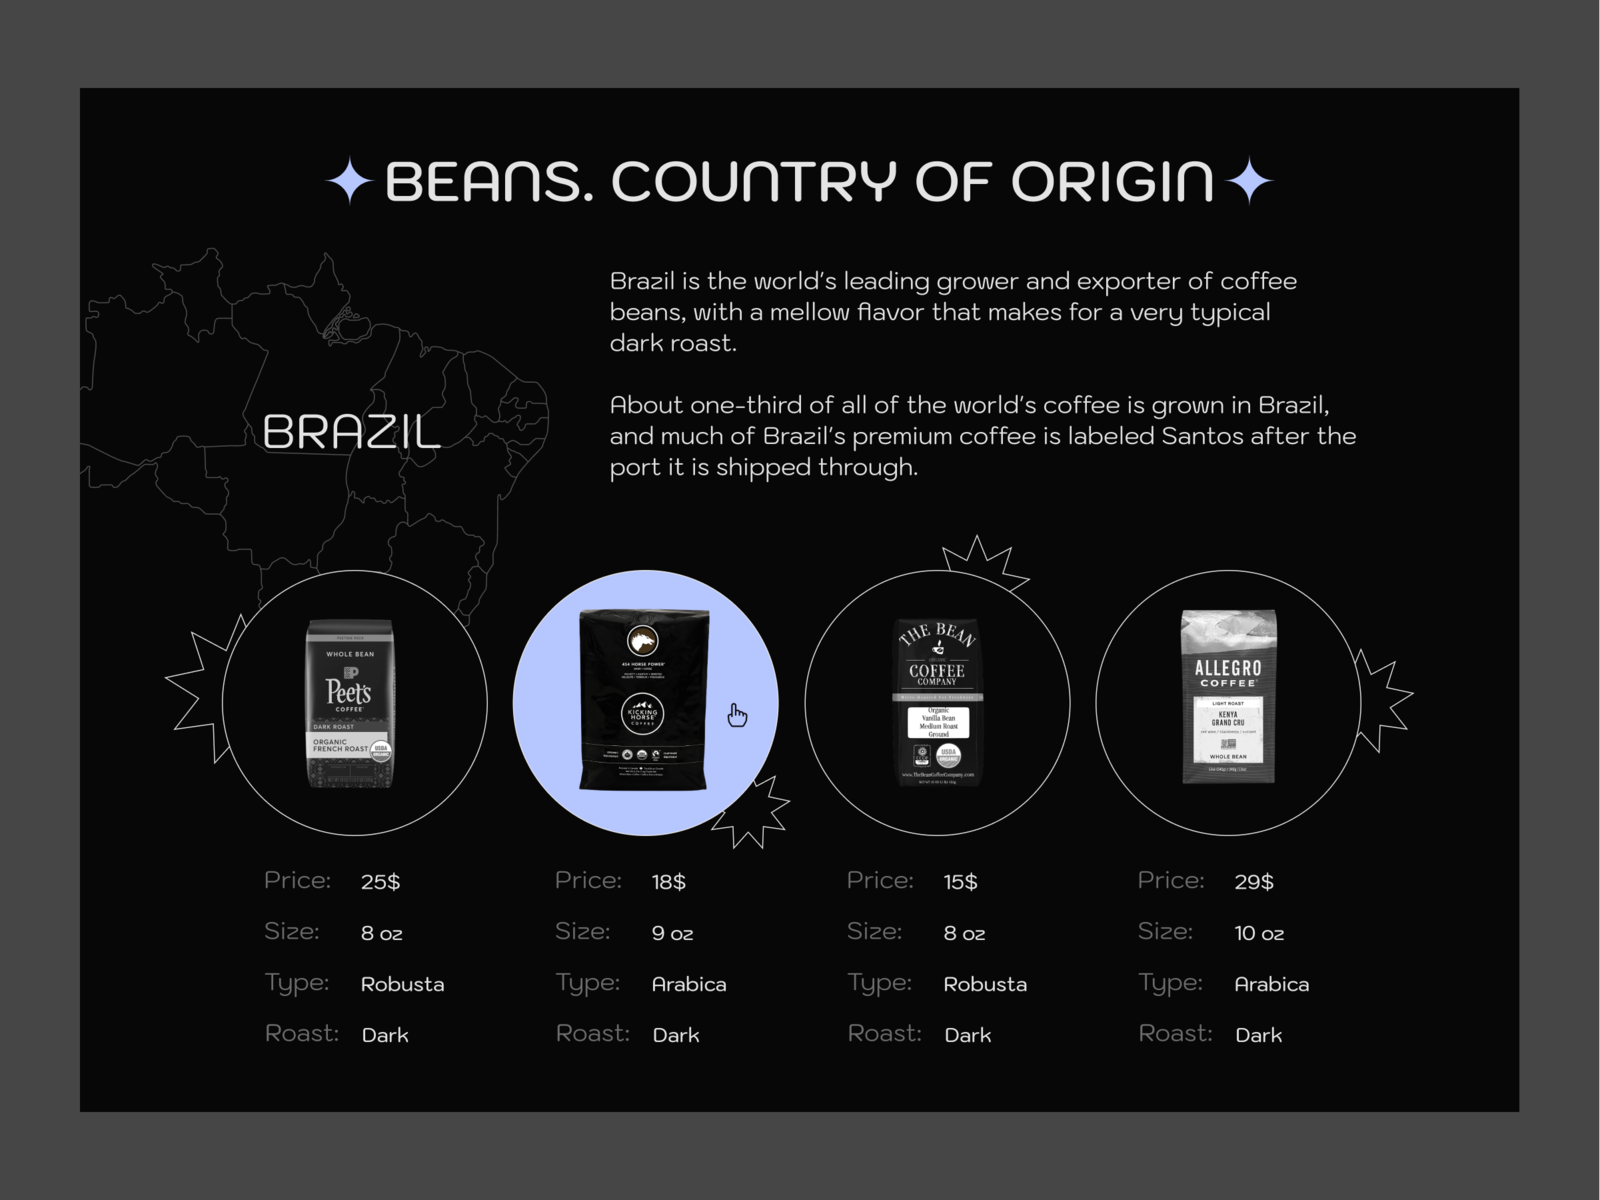 BEANS. COUNTRY OF ORIGIN
Brazil is the world's leading grower and exporter of coffee
beans, with a mellow flavor that makes for a very typical
dark roast.
About one-third of all of the world's coffee is grown in Brazil,
and much of Brazil's premium coffee is labeled Santos after the
port it is shipped through.
BRAZIL
WHOLE BEAN
Peet's
COFFEE
DARK ROAST
ORGANIC
FRENCH ROAST
USDA
ORGANIC
454 HORSE POWER
KICKING
HORSE
COFFEE
THE BEAN
COFFEE
COMPANY
Organic
Vanilla Bean
Medium Roast
Ground
USDA
ORGANIC
www.TheBeanCoffeeCompany.com
ALLEGRO
COFFEE
LIGHT ROAST
KENYA
GRAND CRU
WHOLE BEAN
Price: 25$
Size: 8 oz
Type: Robusta
Roast: Dark
Price: 18$
Size: 9 oz
Type: Arabica
Roast: Dark
Price: 15$
Size: 8 oz
Type: Robusta
Roast: Dark
Price: 29$
Size: 10 oz
Type: Arabica
Roast: Dark